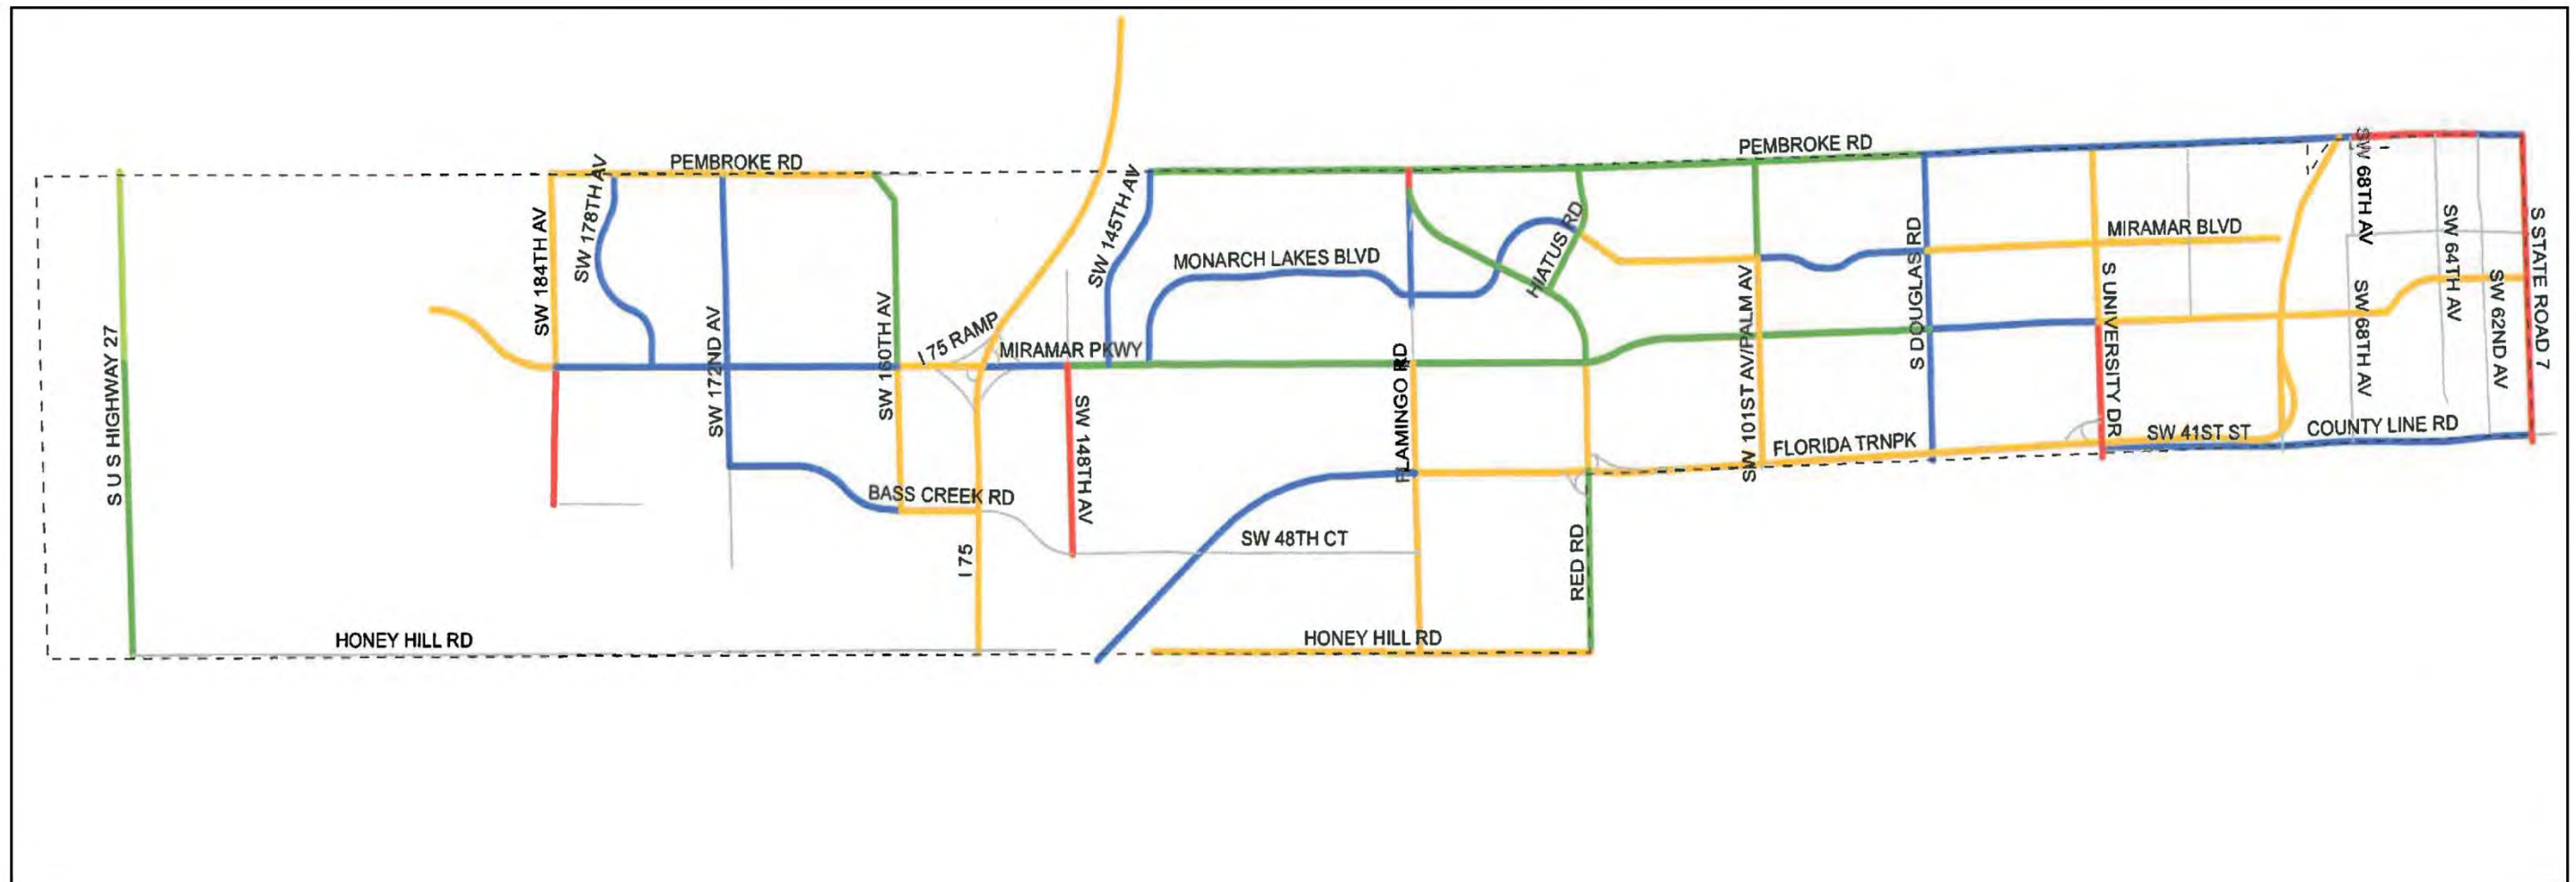 PEMBROKE RD
PEMBROKE RD
SW 68TH AV
SW 178TH AV
SW 145TH AV
SW 184TH AV
HIATUS RD
MONARCH LAKES BLVD
MIRAMAR BLVD
S DOUGLAS RD
SW 64TH AV
S STATE ROAD 7
S U S HIGHWAY 27
SW 172ND AV
SW 160TH AV
I 75 RAMP
MIRAMAR PKWY
FLAMINGO RD
SW 101ST AV/PALM AV
S UNIVERSITY DR
SW 68TH AV
SW 62ND AV
SW 148TH AV
FLORIDA TRNPK
SW 41ST ST
COUNTY LINE RD
BASS CREEK RD
I 75
SW 48TH CT
RED RD
HONEY HILL RD
HONEY HILL RD